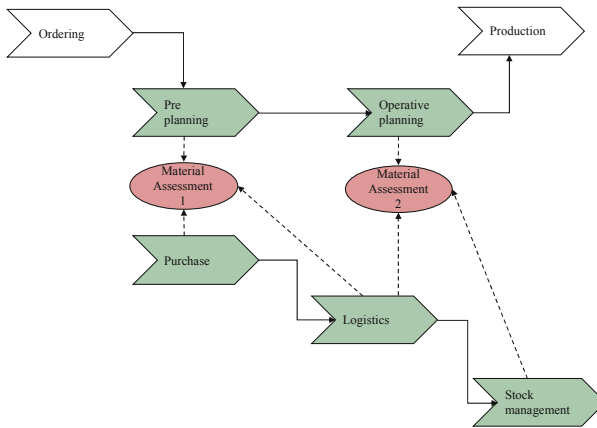 Ordering
Production
Pre
planning
Operative
planning
Material
Assessment
1
Material
Assessment
2
Purchase
Logistics
Stock
management